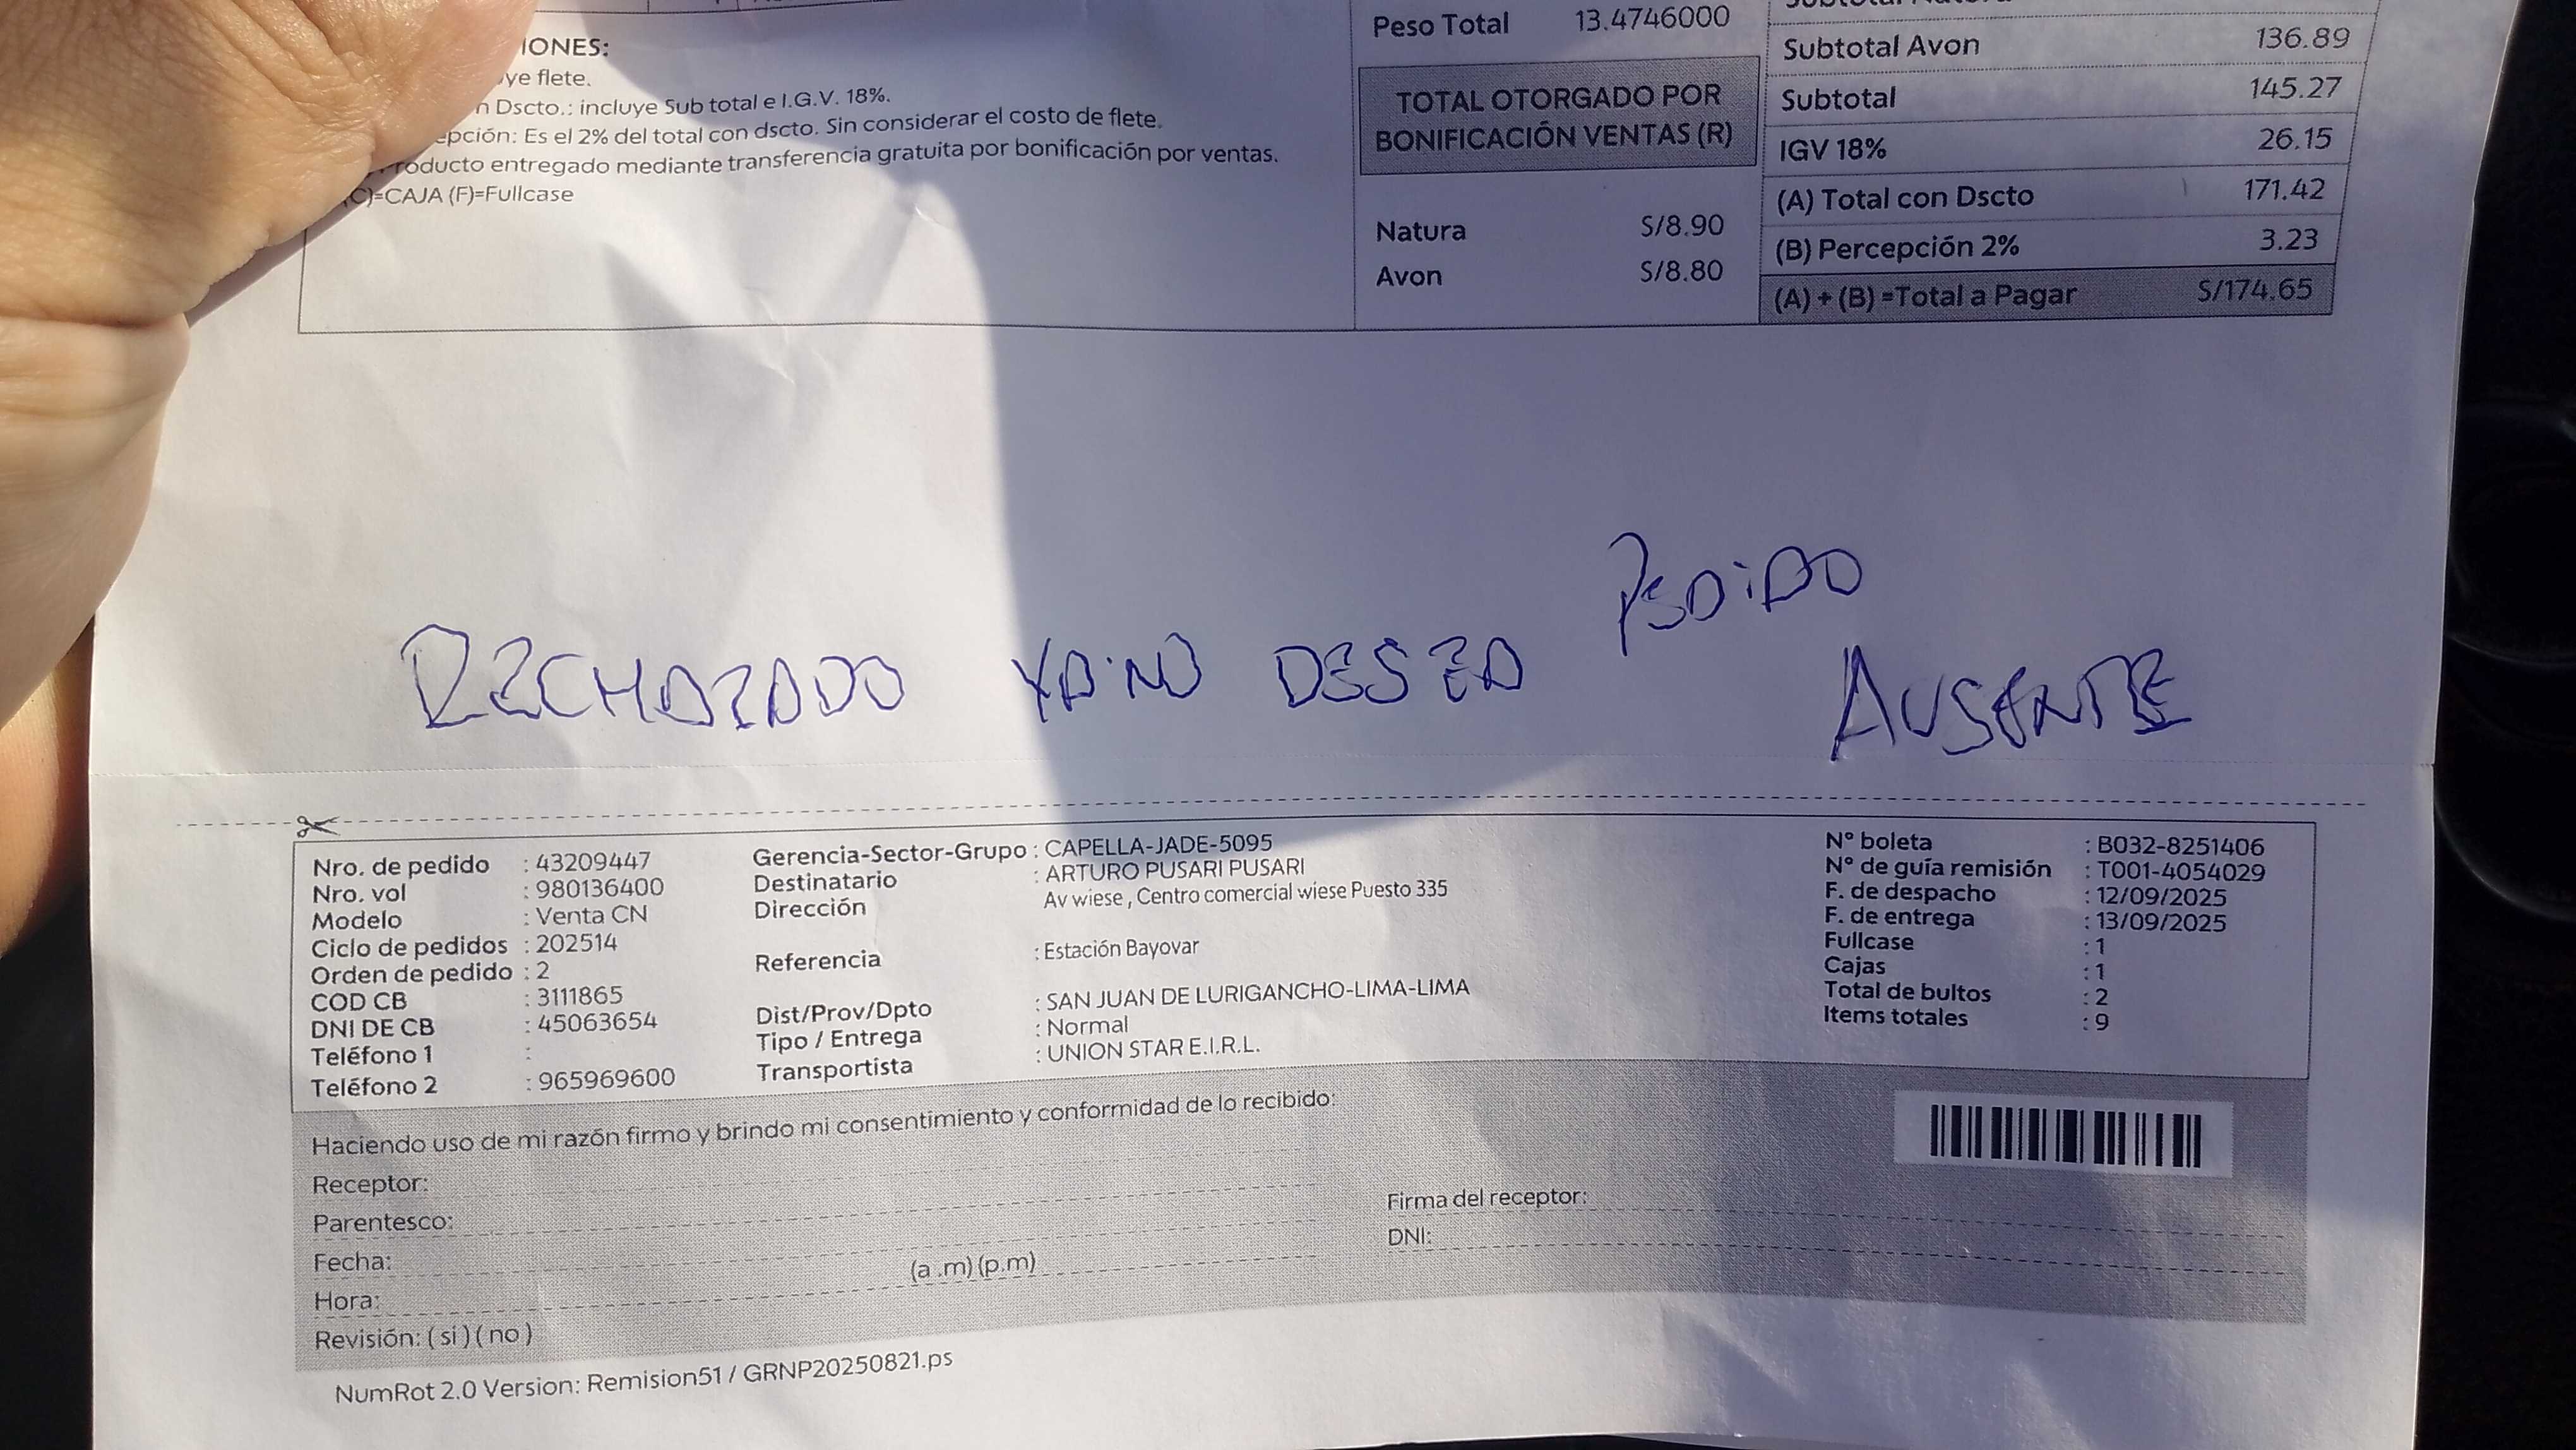 IONES:
ye flete.
n Dscto.: incluye Sub total e I.G.V. 18%.
epción: Es el 2% del total con dscto. Sin considerar el costo de flete.
roducto entregado mediante transferencia gratuita por bonificación por ventas.
(C)=CAJA (F)=Fullcase
Peso Total 13.4746000
TOTAL OTORGADO POR
BONIFICACIÓN VENTAS (R)
Natura S/8.90
Avon S/8.80
Subtotal Avon 136.89
Subtotal 145.27
IGV 18% 26.15
(A) Total con Dscto 171.42
(B) Percepción 2% 3.23
(A) + (B) =Total a Pagar S/174.65
RECHAZADO YA NO DESEA PEDIDO
AUSENTE
Nro. de pedido : 43209447
Nro. vol : 980136400
Modelo : Venta CN
Ciclo de pedidos : 202514
Orden de pedido : 2
COD CB : 3111865
DNI DE CB : 45063654
Teléfono 1 :
Teléfono 2 : 965969600
Gerencia-Sector-Grupo : CAPELLA-JADE-5095
Destinatario : ARTURO PUSARI PUSARI
Dirección Av wiese , Centro comercial wiese Puesto 335
Referencia : Estación Bayovar
Dist/Prov/Dpto : SAN JUAN DE LURIGANCHO-LIMA-LIMA
Tipo / Entrega : Normal
Transportista : UNION STAR E.I.R.L.
N° boleta : B032-8251406
N° de guía remisión : T001-4054029
F. de despacho : 12/09/2025
F. de entrega : 13/09/2025
Fullcase : 1
Cajas : 1
Total de bultos : 2
Items totales : 9
Haciendo uso de mi razón firmo y brindo mi consentimiento y conformidad de lo recibido:
Receptor:
Parentesco:
Fecha:
Hora: (a .m) (p.m)
Revisión: ( si ) ( no )
Firma del receptor:
DNI:
NumRot 2.0 Version: Remision51 / GRNP20250821.ps